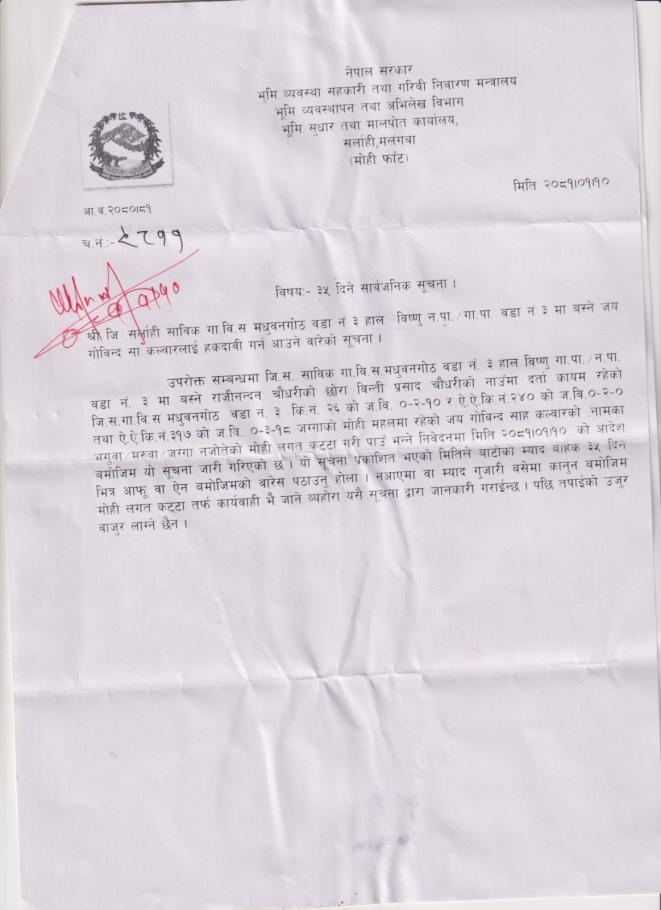 नेपाल सरकार
भूमि व्यवस्था सहकारी तथा गरिवी निवारण मन्त्रालय
भूमि व्यवस्थापन तथा अभिलेख विभाग
भूमि सुधार तथा मालपोत कार्यालय,
सर्लाही,मलंगवा
(मोही फाँट)
मिति २०८१।०१।१०
आ.व.२०८०।८१
च.नं.:- ६८११
विषयः- ३५ दिने सार्वजनिक सूचना ।
श्री जि सर्लाही साविक गा.वि.स मधुवनगोठ वडा नं ३ हाल विष्णु न.पा./गा.पा. वडा नं ३ मा बस्ने जय
गोविन्द सा कल्वारलाई हकदावी गर्न आउने वारेको सूचना ।
उपरोक्त सम्बन्धमा जि.स. साविक गा.वि.स.मधुवनगोठ वडा नं. ३ हाल विष्णु गा.पा./न.पा.
वडा नं. ३ मा बस्ने राजीनन्दन चौधरीको छोरा विन्ती प्रसाद चौधरीको नाउँमा दर्ता कायम रहेको
जि.स.गा.वि.स मधुवनगोठ वडा नं. ३ कि.नं. २६ को ज.वि. ०-२-१० र ऐ.ऐ.कि.नं.२४० को ज.वि.०-२-०
तथा ऐ.ऐ.कि.नं.३१७ को ज.वि. ०-३-१८ जग्गाको मोही महलमा रहेको जय गोविन्द साह कल्वारको नामका
भगुवा/मरुवा/जग्गा नजोतेको मोही लगत कट्टा गरी पाउँ भन्ने निवेदनमा मिति २०८१।०१।१० को आदेश
बमोजिम यो सूचना जारी गरिएको छ । यो सूचना प्रकाशित भएको मितिले बाटोको म्याद वाहेक ३५ दिन
भित्र आफू वा ऐन बमोजिमको वारेस पठाउनु होला । नआएमा वा म्याद गुजारी वसेमा कानुन बमोजिम
मोही लगत कट्टा तर्फ कार्यवाही भै जाने व्यहोरा यसै सूचना द्वारा जानकारी गराईन्छ । पछि तपाईको उजुर
बाजुर लाग्ने छैन ।